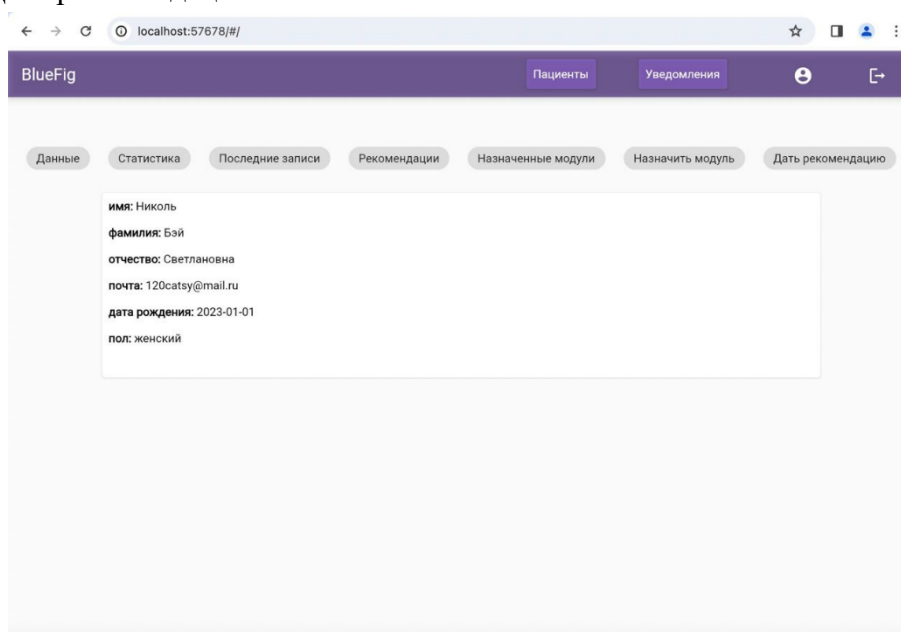 localhost:57678/#/
BlueFig Пациенты Уведомления
Данные Статистика Последние записи Рекомендации Назначенные модули Назначить модуль Дать рекомендацию
имя: Николь
фамилия: Бэй
отчество: Светлановна
почта: 120catsy@mail.ru
дата рождения: 2023-01-01
пол: женский